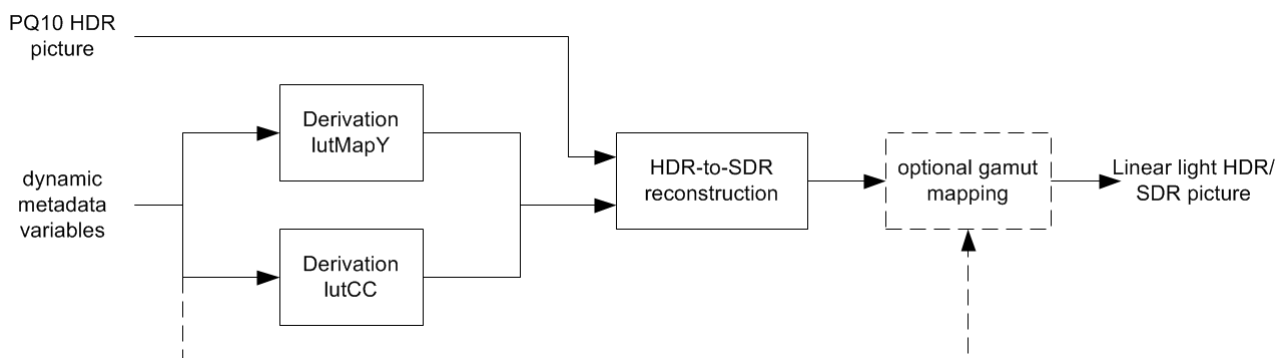 PQ10 HDR
picture
Derivation
lutMapY
dynamic
metadata
variables
Derivation
lutCC
HDR-to-SDR
reconstruction
optional gamut
mapping
Linear light HDR/
SDR picture